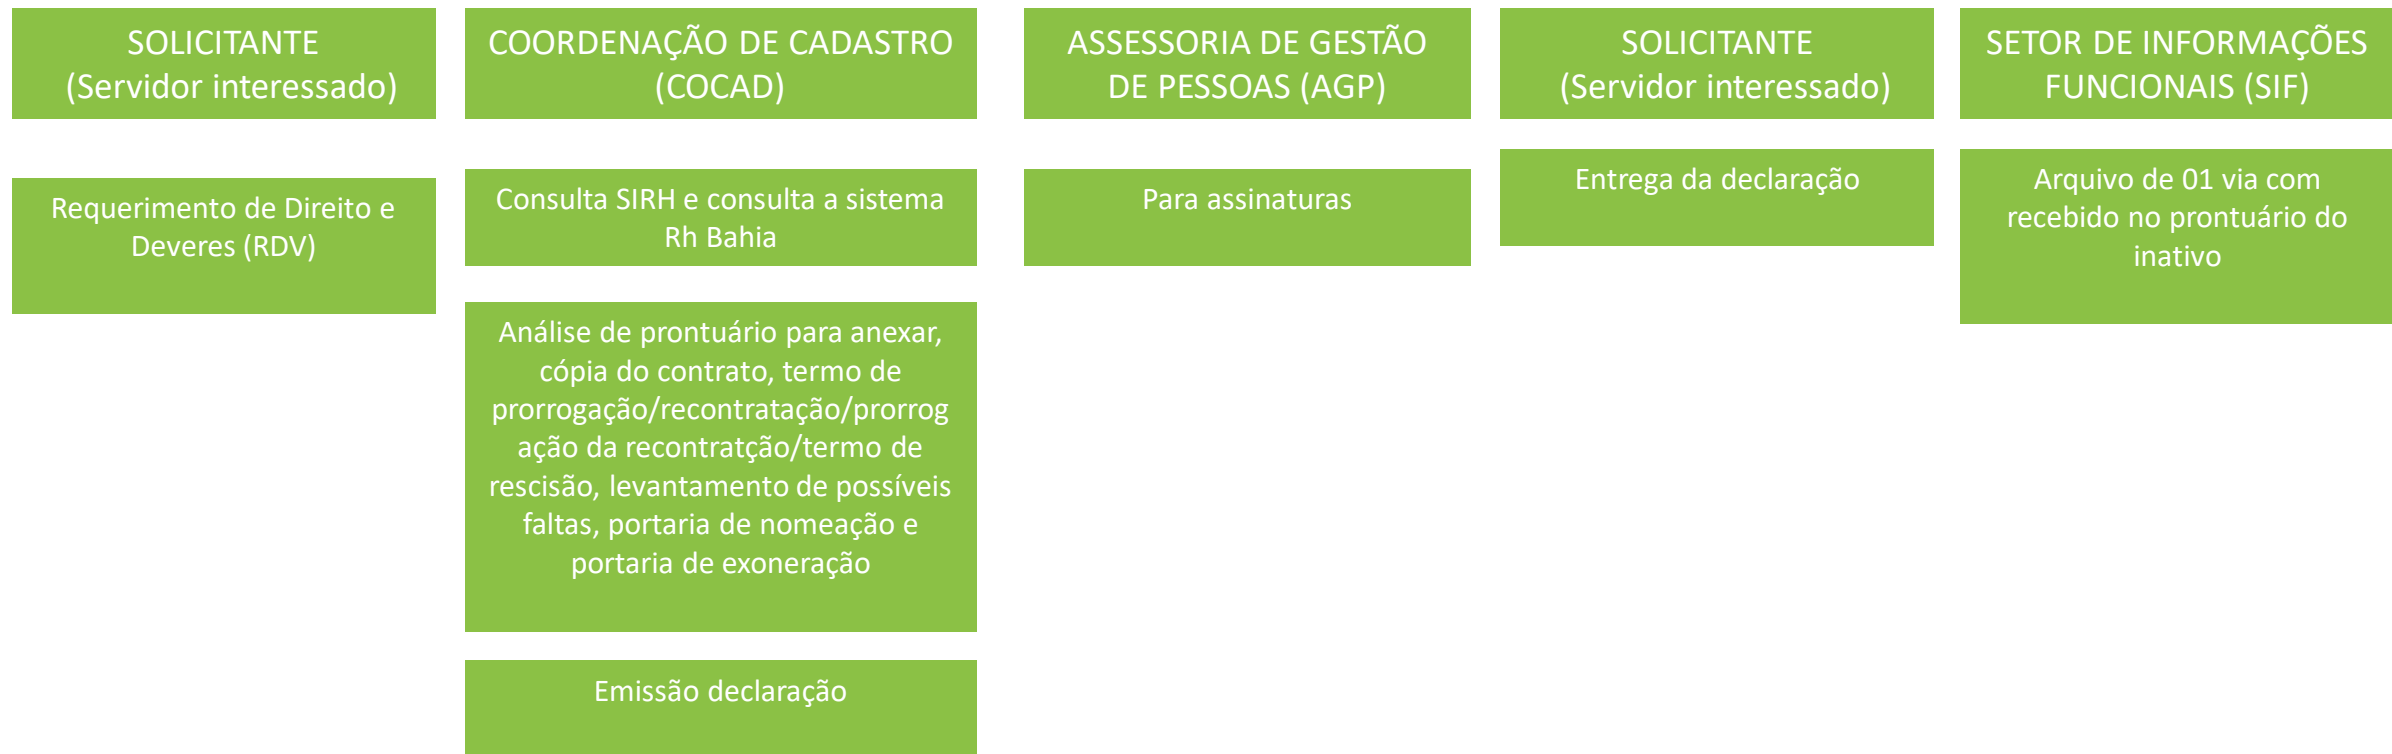 SOLICITANTE
(Servidor interessado)
Requerimento de Direito e
Deveres (RDV)
COORDENAÇÃO DE CADASTRO
(COCAD)
Consulta SIRH e consulta a sistema
Rh Bahia
Análise de prontuário para anexar,
cópia do contrato, termo de
prorrogação/recontratação/prorrog
ação da recontratção/termo de
rescisão, levantamento de possíveis
faltas, portaria de nomeação e
portaria de exoneração
Emissão declaração
ASSESSORIA DE GESTÃO
DE PESSOAS (AGP)
Para assinaturas
SOLICITANTE
(Servidor interessado)
Entrega da declaração
SETOR DE INFORMAÇÕES
FUNCIONAIS (SIF)
Arquivo de 01 via com
recebido no prontuário do
inativo